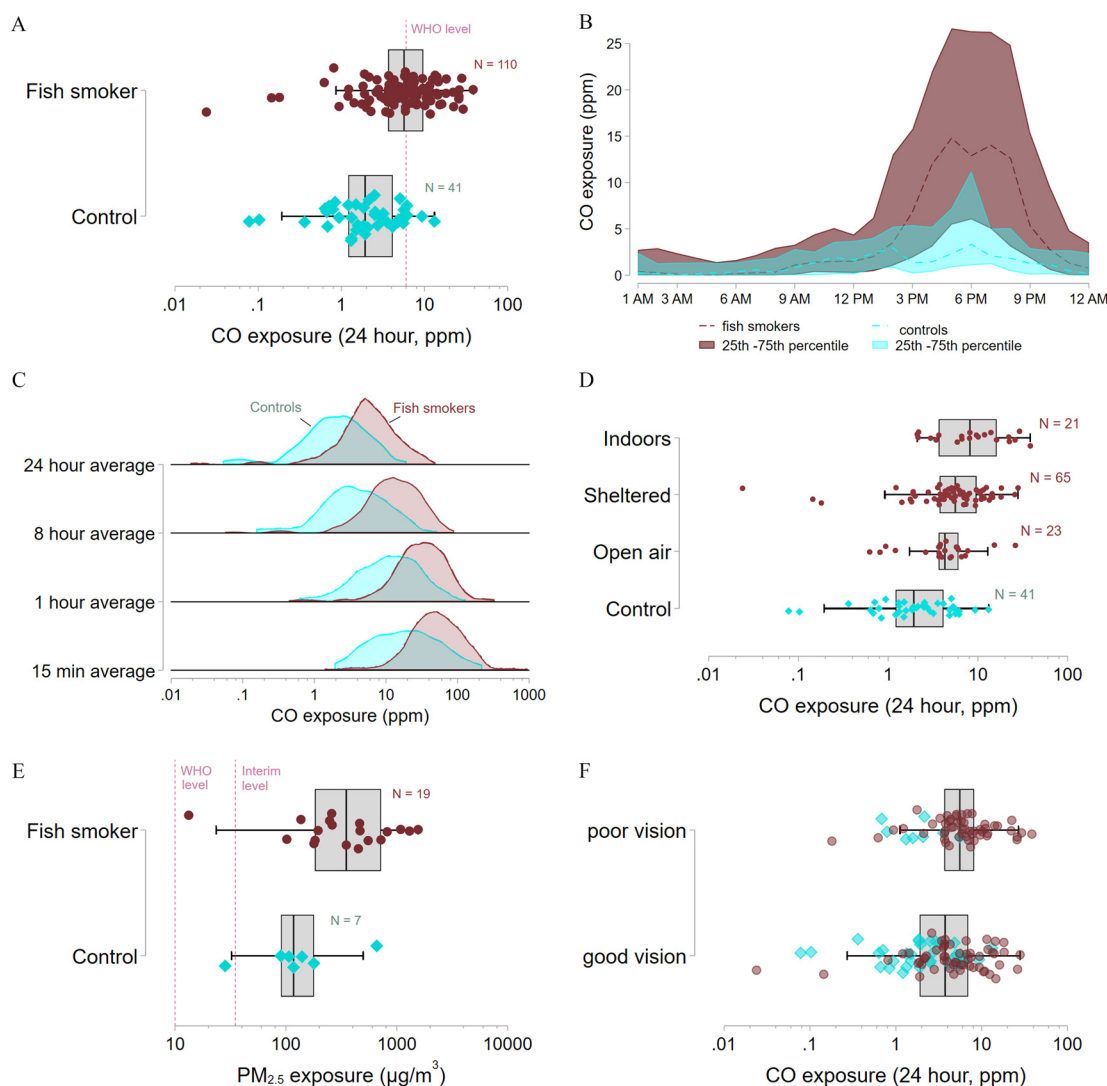 A
WHO level
N = 110
Fish smoker
N = 41
Control
.01 .1 1 10 100
CO exposure (24 hour, ppm)
B
25
20
15
10
5
0
CO exposure (ppm)
1 AM 3 AM 6 AM 9 AM 12 PM 3 PM 6 PM 9 PM 12 AM
fish smokers controls
25th -75th percentile 25th -75th percentile
C
Controls Fish smokers
24 hour average
8 hour average
1 hour average
15 min average
.01 .1 1 10 100 1000
CO exposure (ppm)
D
Indoors N = 21
Sheltered N = 65
Open air N = 23
Control N = 41
.01 .1 1 10 100
CO exposure (24 hour, ppm)
E
WHO Interim
level level
N = 19
Fish smoker
N = 7
Control
10 100 1000 10000
PM2.5 exposure (µg/m3)
F
poor vision
good vision
.01 .1 1 10 100
CO exposure (24 hour, ppm)